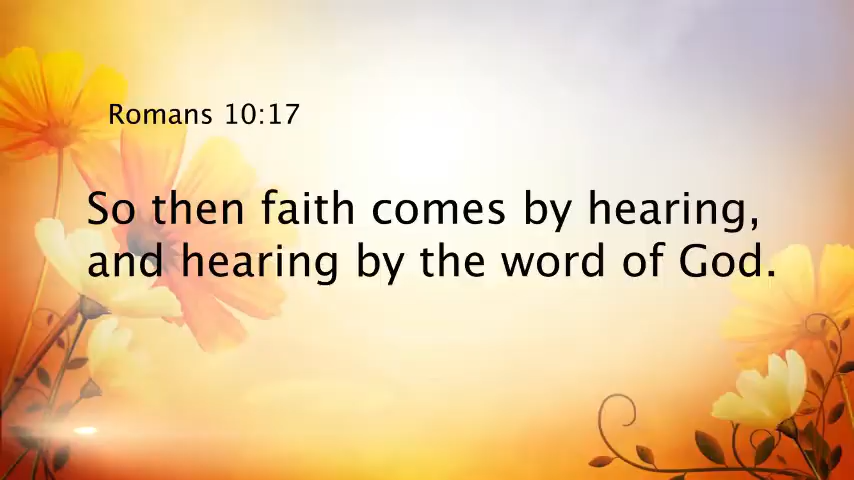 Romans 10:17
So then faith comes by hearing,
and hearing by the word of God.